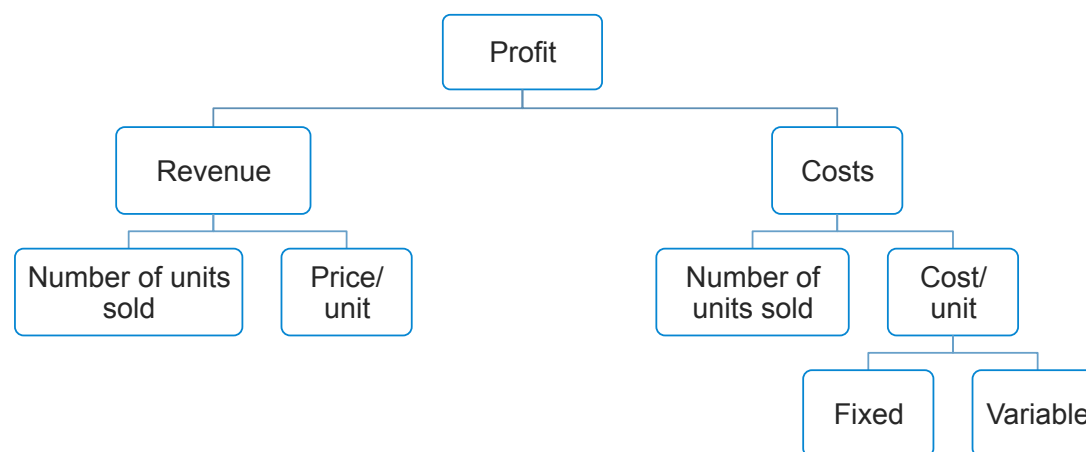 Profit
Revenue
Costs
Number of units
sold
Price/
unit
Number of
units sold
Cost/
unit
Fixed
Variable